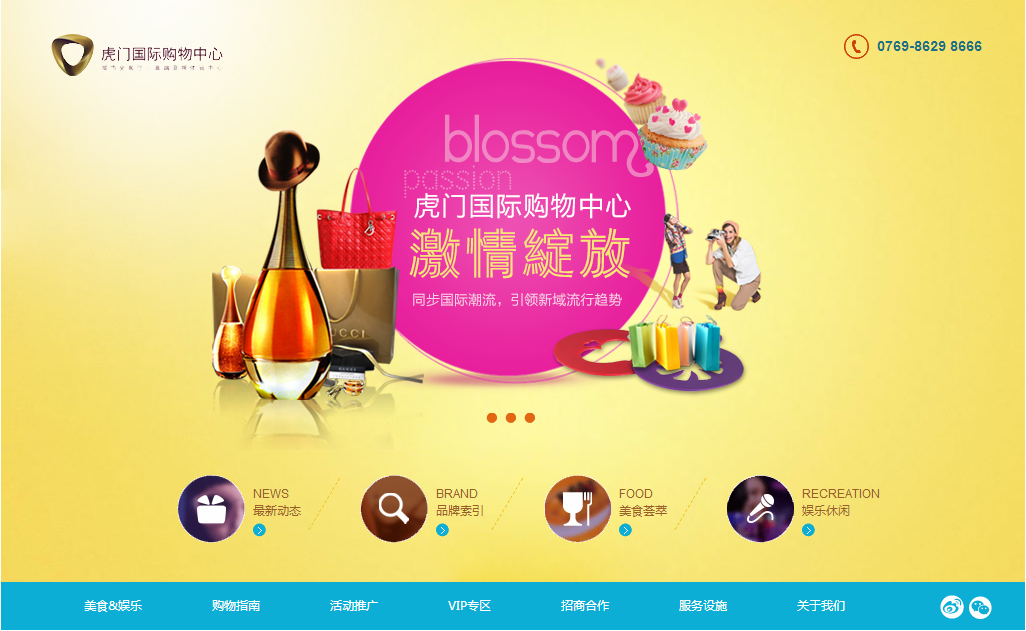 虎门国际购物中心
0769-8629 8666
blossom
passion
虎门国际购物中心
激情綻放
同步国际潮流，引领新域流行趋势
UCCI
NEWS
最新动态
BRAND
品牌索引
FOOD
美食荟萃
RECREATION
娱乐休闲
美食&娱乐
购物指南
活动推广
VIP专区
招商合作
服务设施
关于我们